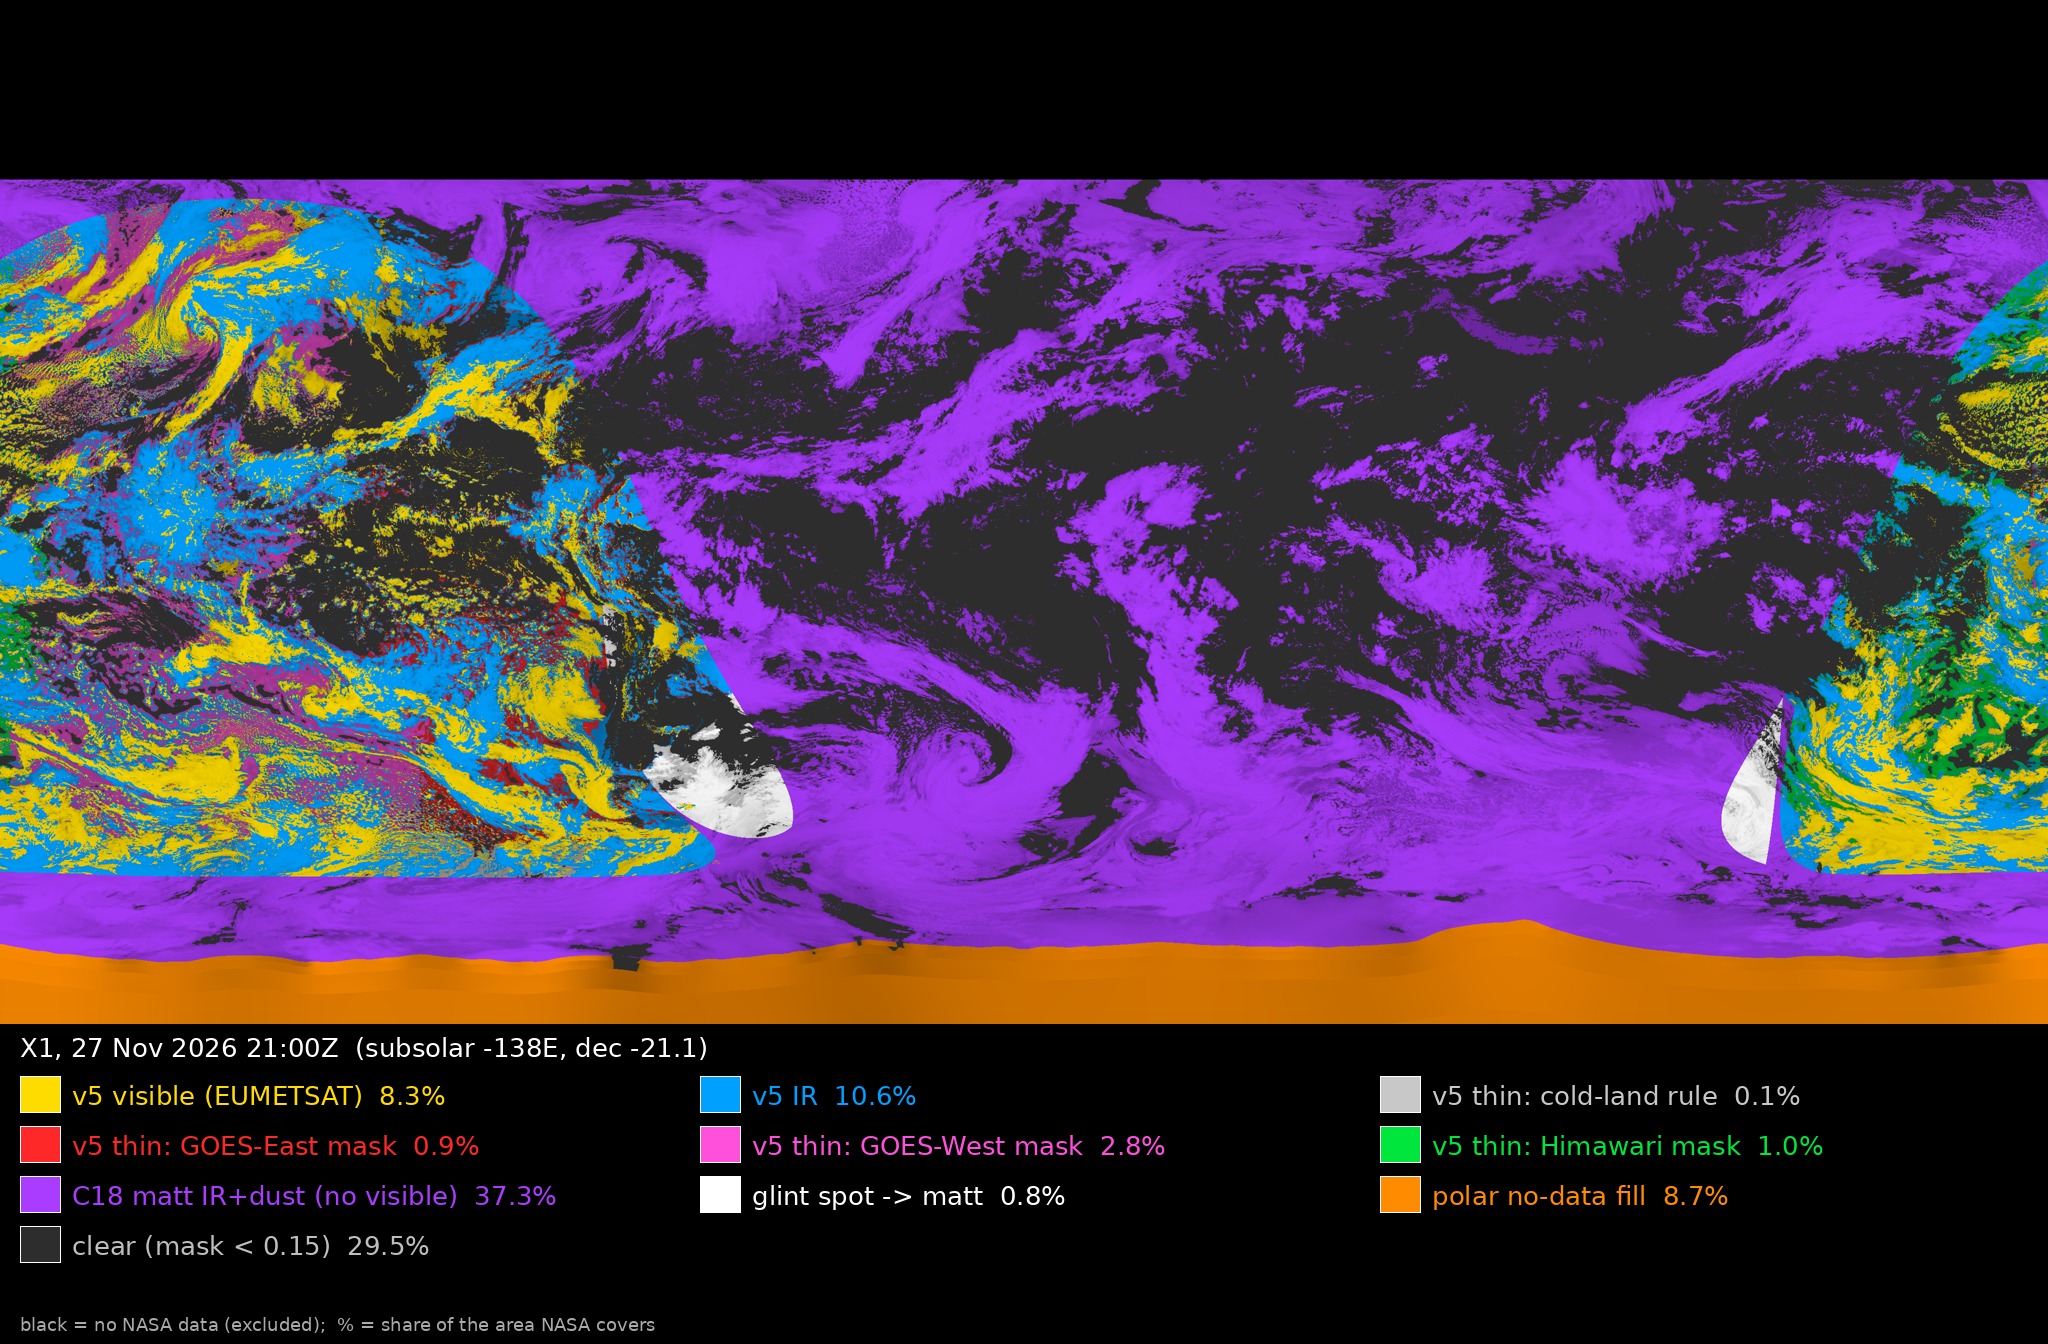 X1, 27 Nov 2026 21:00Z  (subsolar -138E, dec -21.1)
v5 visible (EUMETSAT)  8.3%
v5 IR  10.6%
v5 thin: cold-land rule  0.1%
v5 thin: GOES-East mask  0.9%
v5 thin: GOES-West mask  2.8%
v5 thin: Himawari mask  1.0%
C18 matt IR+dust (no visible)  37.3%
glint spot -> matt  0.8%
polar no-data fill  8.7%
clear (mask < 0.15)  29.5%
black = no NASA data (excluded);  % = share of the area NASA covers